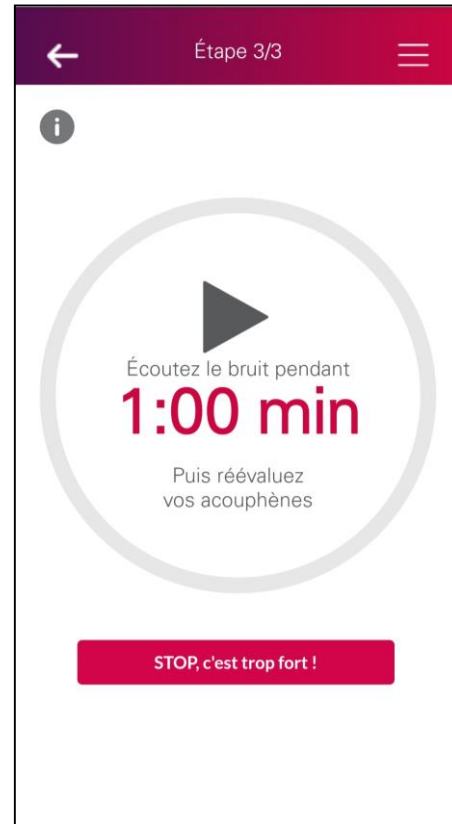 Étape 3/3
i
Écoutez le bruit pendant
1:00 min
Puis réévaluez
vos acouphènes
STOP, c'est trop fort !